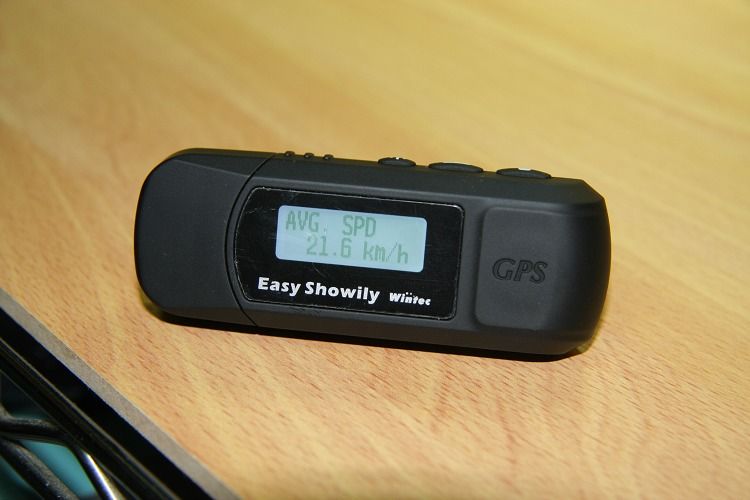 AVG. SPD
21.6 km/h
Easy Showily Wintec
GPS